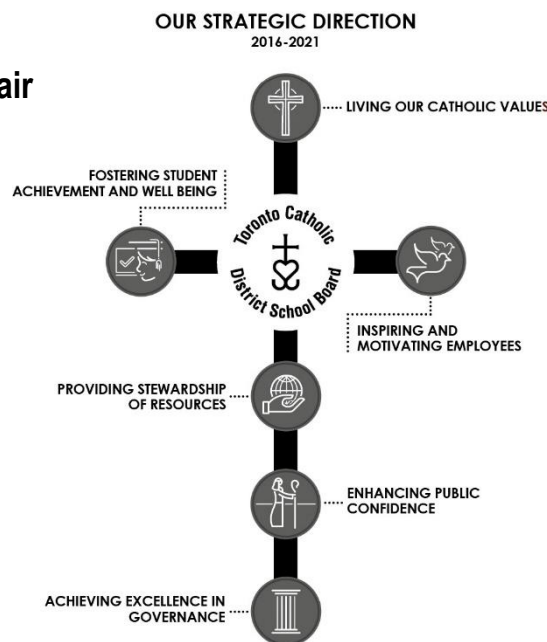 OUR STRATEGIC DIRECTION
2016-2021
air
LIVING OUR CATHOLIC VALUES
FOSTERING STUDENT
ACHIEVEMENT AND WELL BEING
Toronto Catholic
District School Board
INSPIRING AND
MOTIVATING EMPLOYEES
PROVIDING STEWARDSHIP
OF RESOURCES
ENHANCING PUBLIC
CONFIDENCE
ACHIEVING EXCELLENCE IN
GOVERNANCE